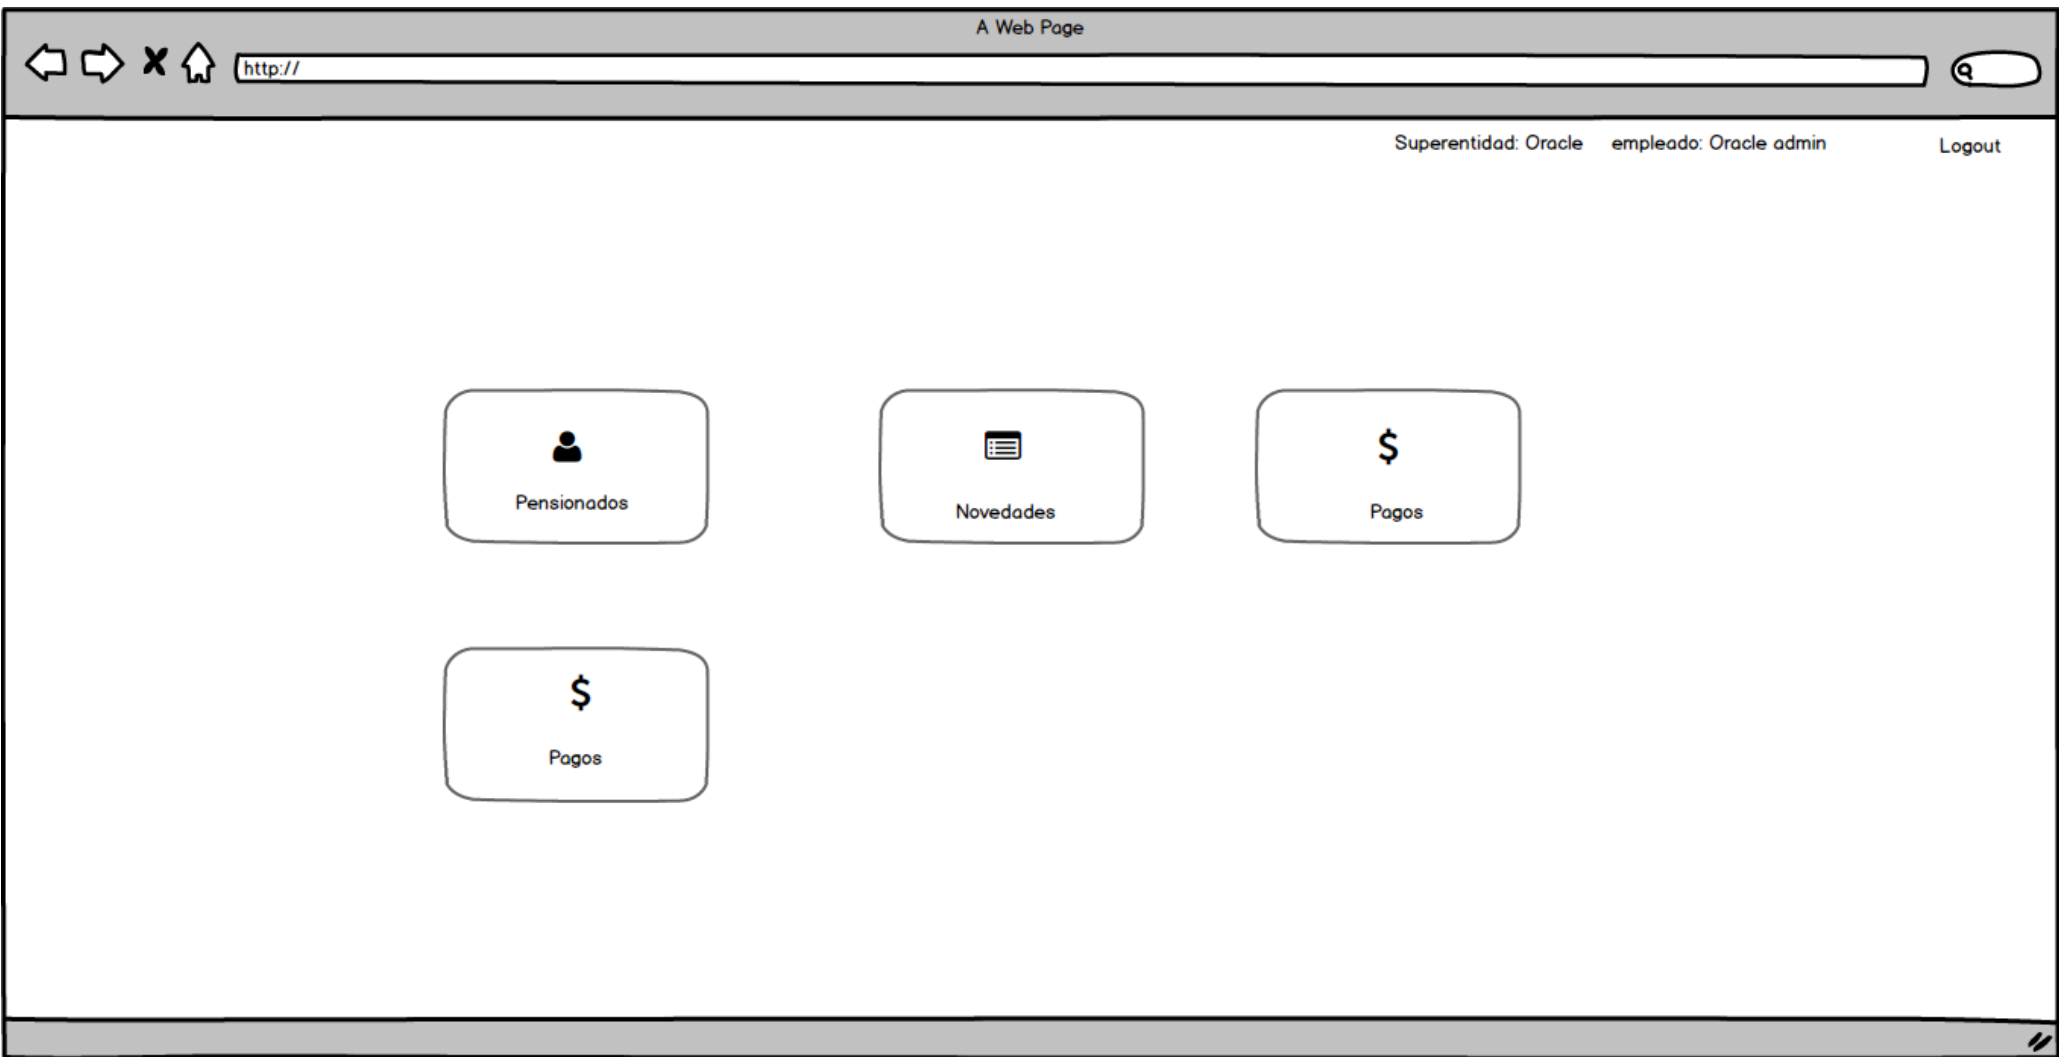 A Web Page
http://
Superentidad: Oracle empleado: Oracle admin Logout
Pensionados Novedades $ Pagos
$
Pagos